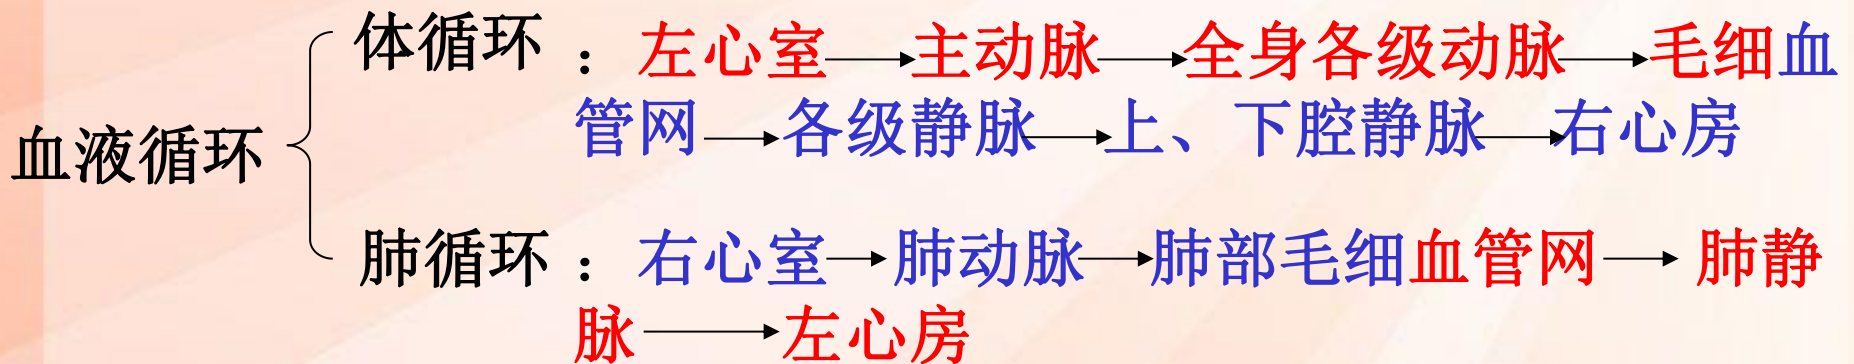 体循环：左心室→主动脉→全身各级动脉→毛细血
管网→各级静脉→上、下腔静脉→右心房
血液循环
肺循环：右心室→肺动脉→肺部毛细血管网→肺静
脉→左心房